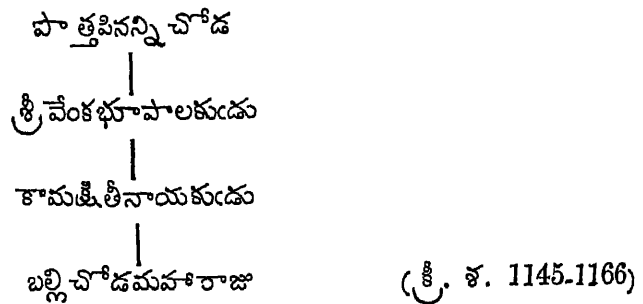 పొత్తపినన్ని చోడ
శ్రీ వేంకభూపాలకుఁడు
కామక్షితీనాయకుఁడు
బల్లిచోడమహారాజు (క్రీ. శ. 1145-1166)